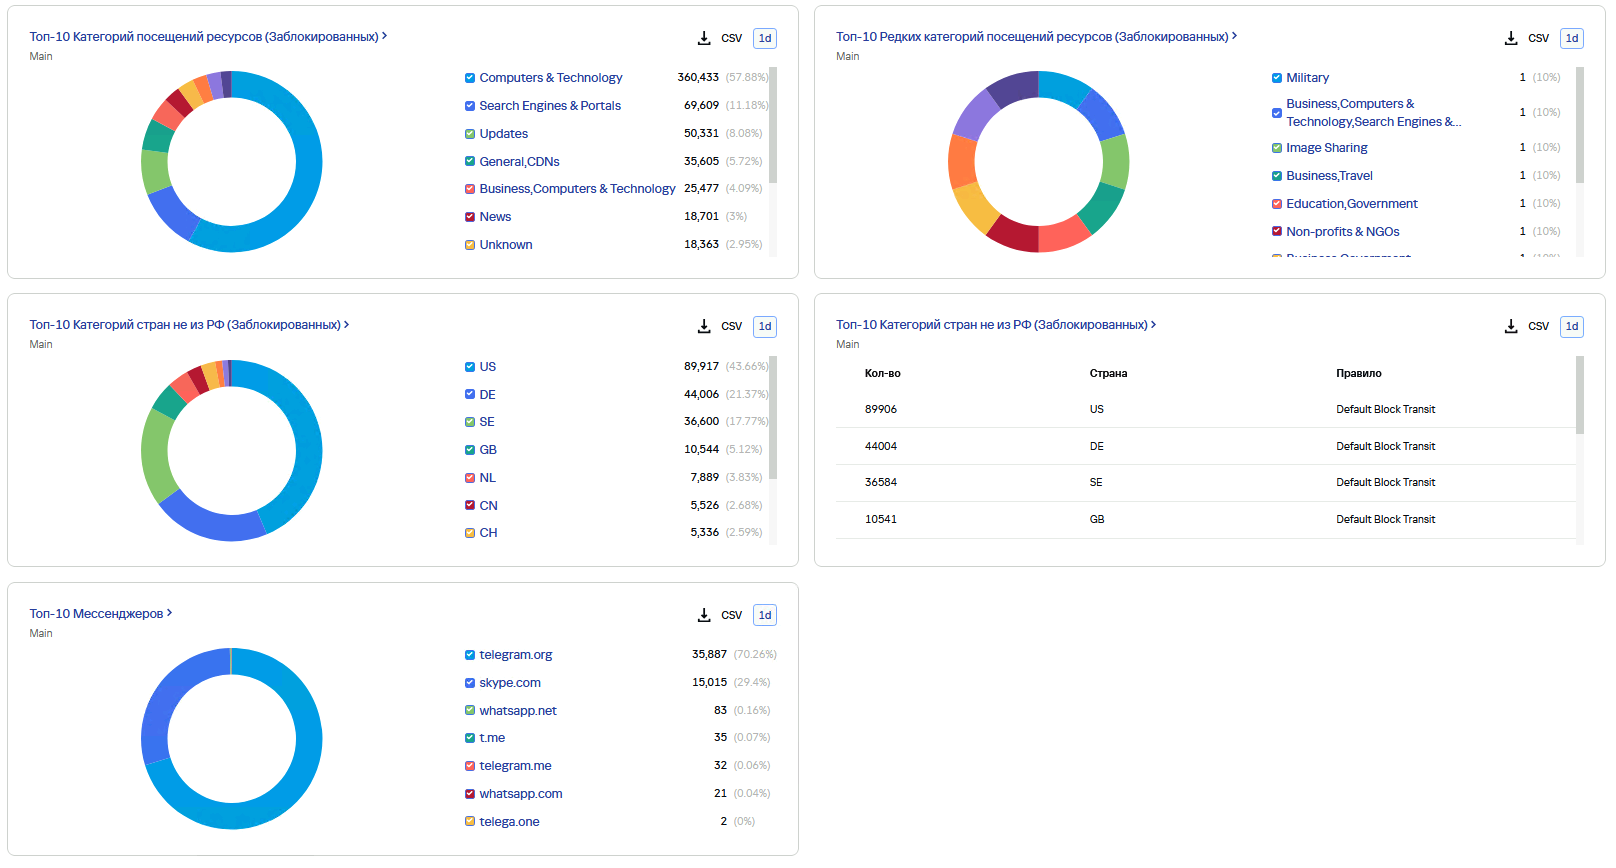 Топ-10 Категорий посещений ресурсов (Заблокированных)
CSV 1d
Main
Computers & Technology 360,433 (57.88%)
Search Engines & Portals 69,609 (11.18%)
Updates 50,331 (8.08%)
General,CDNs 35,605 (5.72%)
Business,Computers & Technology 25,477 (4.09%)
News 18,701 (3%)
Unknown 18,363 (2.95%)
Топ-10 Редких категорий посещений ресурсов (Заблокированных)
CSV 1d
Main
Military 1 (10%)
Business,Computers &
Technology,Search Engines &... 1 (10%)
Image Sharing 1 (10%)
Business,Travel 1 (10%)
Education,Government 1 (10%)
Non-profits & NGOs 1 (10%)
Business,Government 1 (10%)
Топ-10 Категорий стран не из РФ (Заблокированных)
CSV 1d
Main
US 89,917 (43.66%)
DE 44,006 (21.37%)
SE 36,600 (17.77%)
GB 10,544 (5.12%)
NL 7,889 (3.83%)
CN 5,526 (2.68%)
CH 5,336 (2.59%)
Топ-10 Категорий стран не из РФ (Заблокированных)
CSV 1d
Main
Кол-во Страна Правило
89906 US Default Block Transit
44004 DE Default Block Transit
36584 SE Default Block Transit
10541 GB Default Block Transit
Топ-10 Мессенджеров
CSV 1d
Main
telegram.org 35,887 (70.26%)
skype.com 15,015 (29.4%)
whatsapp.net 83 (0.16%)
t.me 35 (0.07%)
telegram.me 32 (0.06%)
whatsapp.com 21 (0.04%)
telega.one 2 (0%)